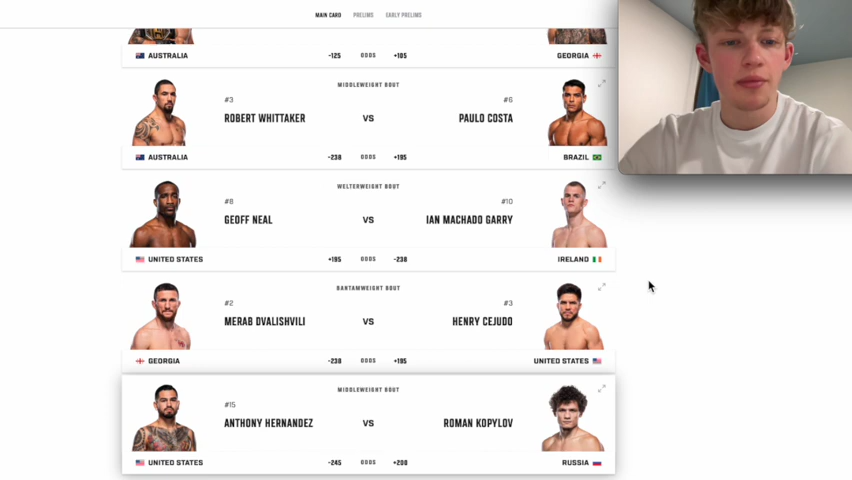 MAIN CARD PRELIMS EARLY PRELIMS
AUSTRALIA -125 ODDS +105 GEORGIA
MIDDLEWEIGHT BOUT
#3 #6
ROBERT WHITTAKER VS PAULO COSTA
AUSTRALIA -238 ODDS +195 BRAZIL
WELTERWEIGHT BOUT
#8 #10
GEOFF NEAL VS IAN MACHADO GARRY
UNITED STATES +195 ODDS -238 IRELAND
BANTAMWEIGHT BOUT
#2 #3
MERAB DVALISHVILI VS HENRY CEJUDO
GEORGIA -238 ODDS +195 UNITED STATES
MIDDLEWEIGHT BOUT
#15
ANTHONY HERNANDEZ VS ROMAN KOPYLOV
UNITED STATES -245 ODDS +200 RUSSIA